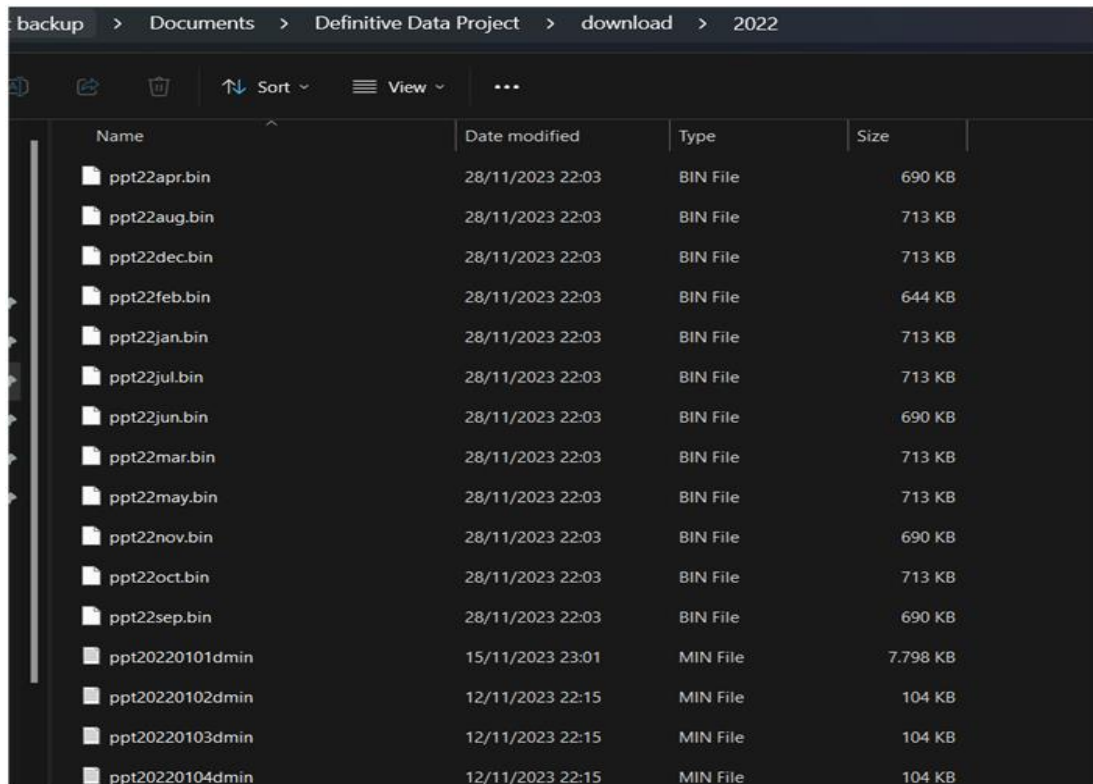 backup > Documents > Definitive Data Project > download > 2022
Sort View ...
Name Date modified Type Size
ppt22apr.bin 28/11/2023 22:03 BIN File 690 KB
ppt22aug.bin 28/11/2023 22:03 BIN File 713 KB
ppt22dec.bin 28/11/2023 22:03 BIN File 713 KB
ppt22feb.bin 28/11/2023 22:03 BIN File 644 KB
ppt22jan.bin 28/11/2023 22:03 BIN File 713 KB
ppt22jul.bin 28/11/2023 22:03 BIN File 713 KB
ppt22jun.bin 28/11/2023 22:03 BIN File 690 KB
ppt22mar.bin 28/11/2023 22:03 BIN File 713 KB
ppt22may.bin 28/11/2023 22:03 BIN File 713 KB
ppt22nov.bin 28/11/2023 22:03 BIN File 690 KB
ppt22oct.bin 28/11/2023 22:03 BIN File 713 KB
ppt22sep.bin 28/11/2023 22:03 BIN File 690 KB
ppt20220101dmin 15/11/2023 23:01 MIN File 7.798 KB
ppt20220102dmin 12/11/2023 22:15 MIN File 104 KB
ppt20220103dmin 12/11/2023 22:15 MIN File 104 KB
ppt20220104dmin 12/11/2023 22:15 MIN File 104 KB